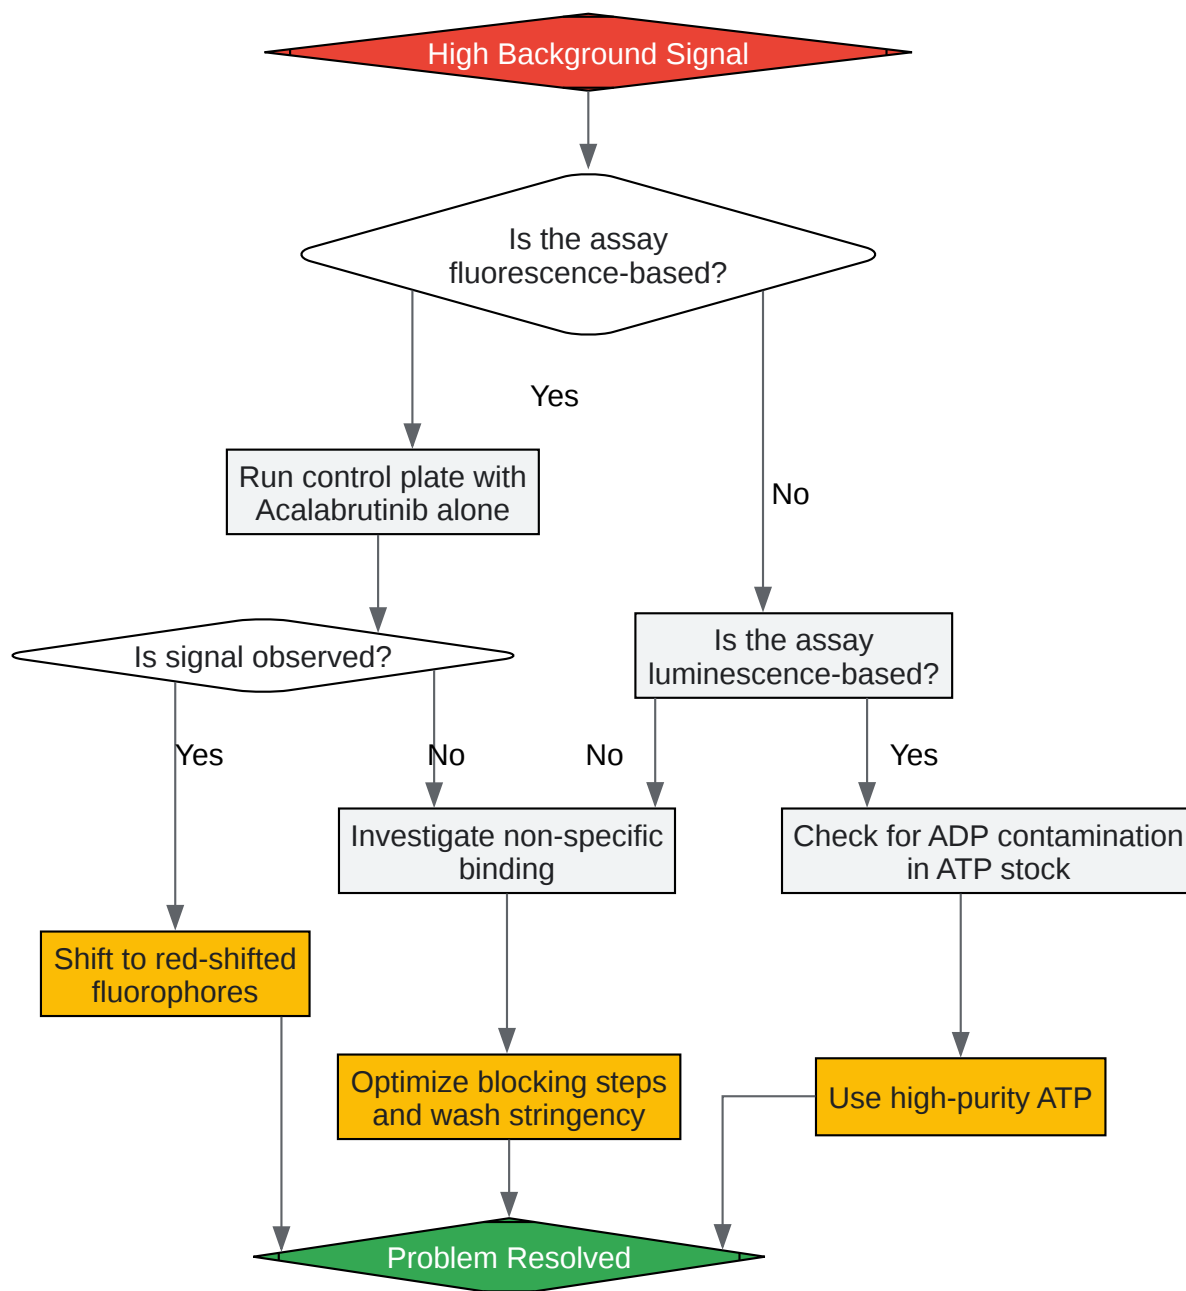 High Background Signal
Is the assay
fluorescence-based?
Yes
Run control plate with
Acalabrutinib alone
No
Is signal observed?
Is the assay
luminescence-based?
Yes
No
No
Yes
Investigate non-specific
binding
Check for ADP contamination
in ATP stock
Shift to red-shifted
fluorophores
Optimize blocking steps
and wash stringency
Use high-purity ATP
Problem Resolved